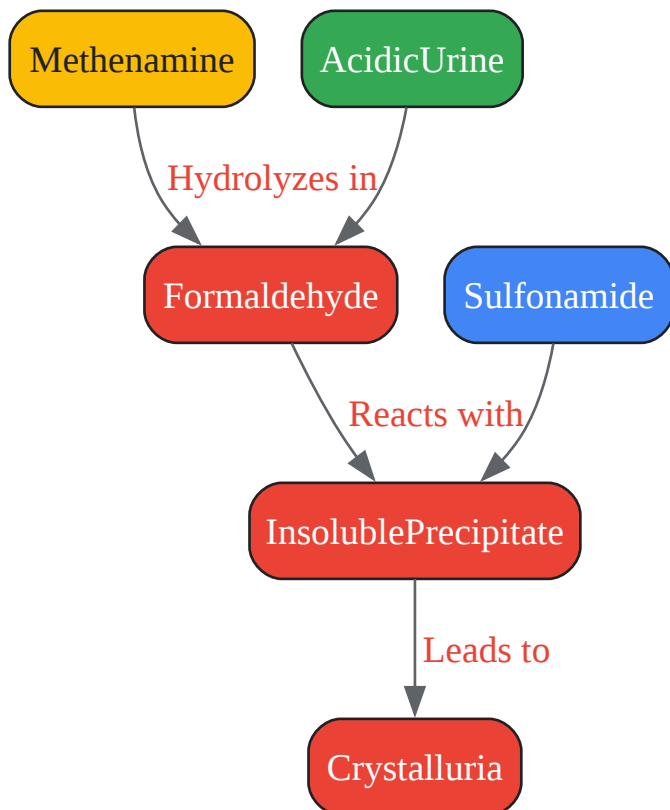 Methenamine
AcidicUrine
Hydrolyzes in
Formaldehyde
Sulfonamide
Reacts with
InsolublePrecipitate
Leads to
Crystalluria